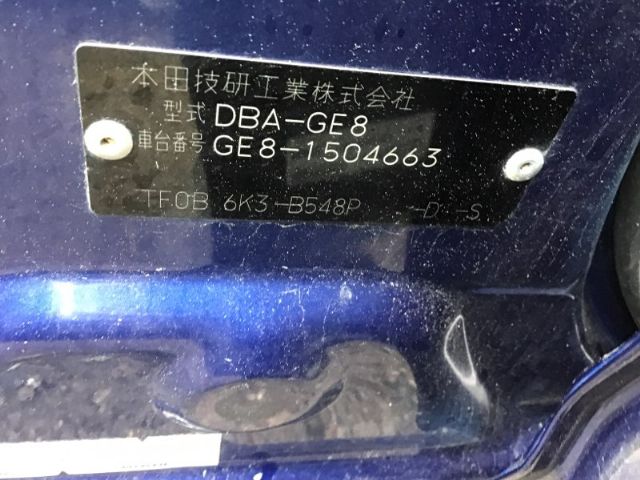 本田技研工業株式会社
型式 DBA-GE8
車台番号 GE8-1504663
TF0B 6K3-B548P -D -S